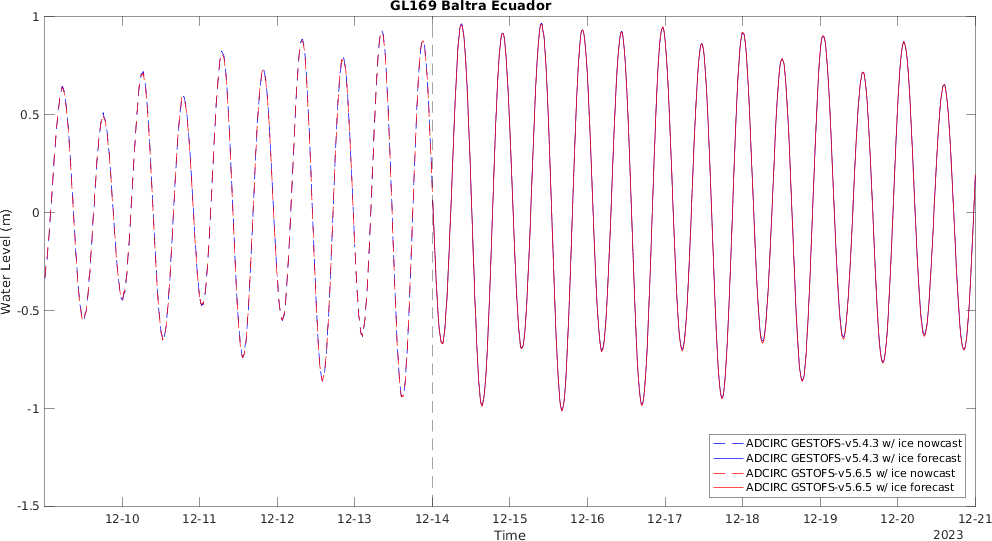 GL169 Baltra Ecuador
1
0.5
0
-0.5
-1
-1.5
Water Level (m)
12-10 12-11 12-12 12-13 12-14 12-15 12-16 12-17 12-18 12-19 12-20 12-21
Time
2023
ADCIRC GESTOFS-v5.4.3 w/ ice nowcast
ADCIRC GESTOFS-v5.4.3 w/ ice forecast
ADCIRC GSTOFS-v5.6.5 w/ ice nowcast
ADCIRC GSTOFS-v5.6.5 w/ ice forecast